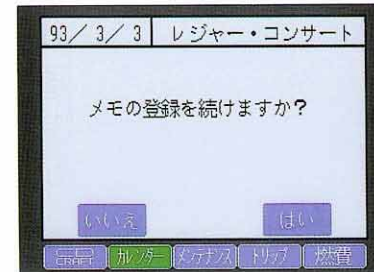 93/ 3/ 3 レジャー・コンサート
メモの登録を続けますか?
いいえ はい
カレンダー メンテナンス トリップ 燃費